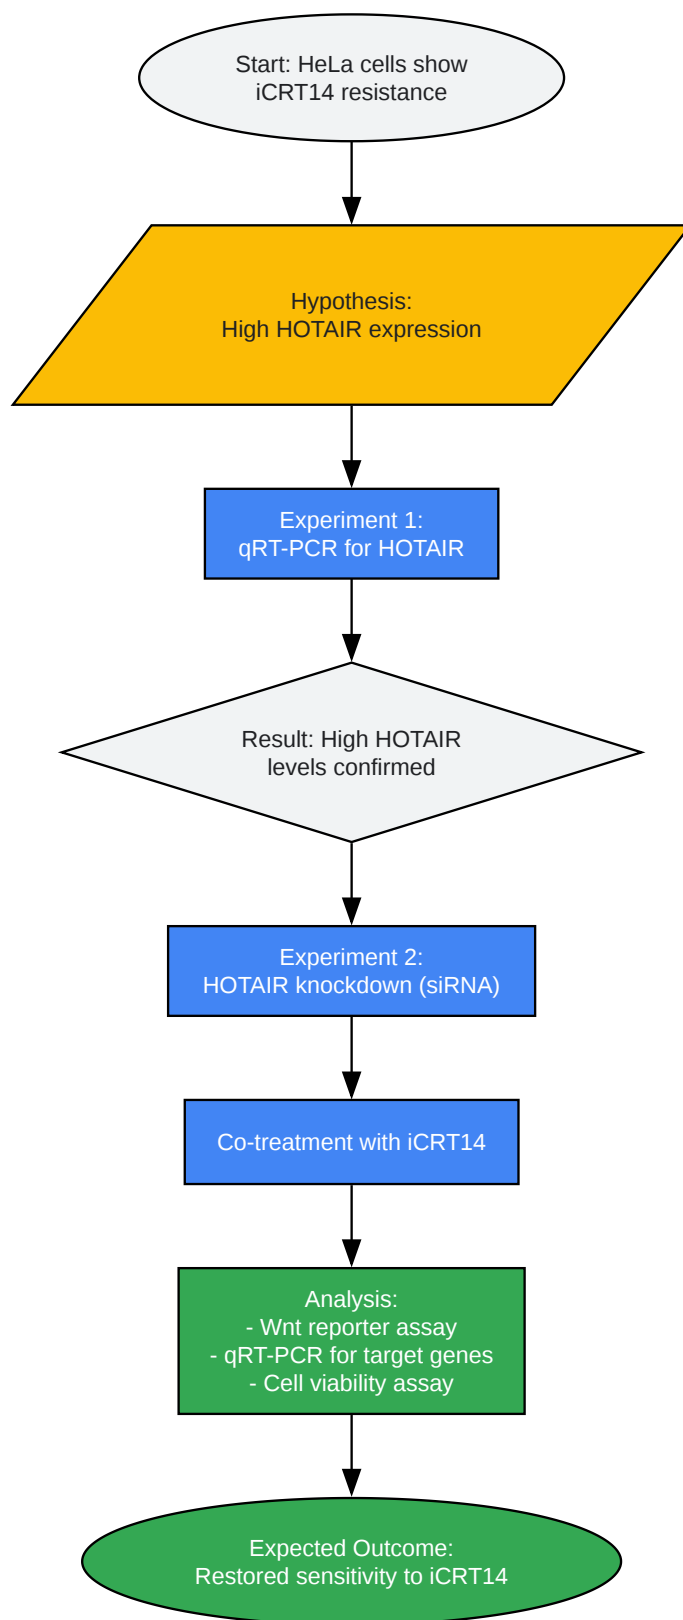 Start: HeLa cells show
iCRT14 resistance
Hypothesis:
High HOTAIR expression
Experiment 1:
qRT-PCR for HOTAIR
Result: High HOTAIR
levels confirmed
Experiment 2:
HOTAIR knockdown (siRNA)
Co-treatment with iCRT14
Analysis:
- Wnt reporter assay
- qRT-PCR for target genes
- Cell viability assay
Expected Outcome:
Restored sensitivity to iCRT14